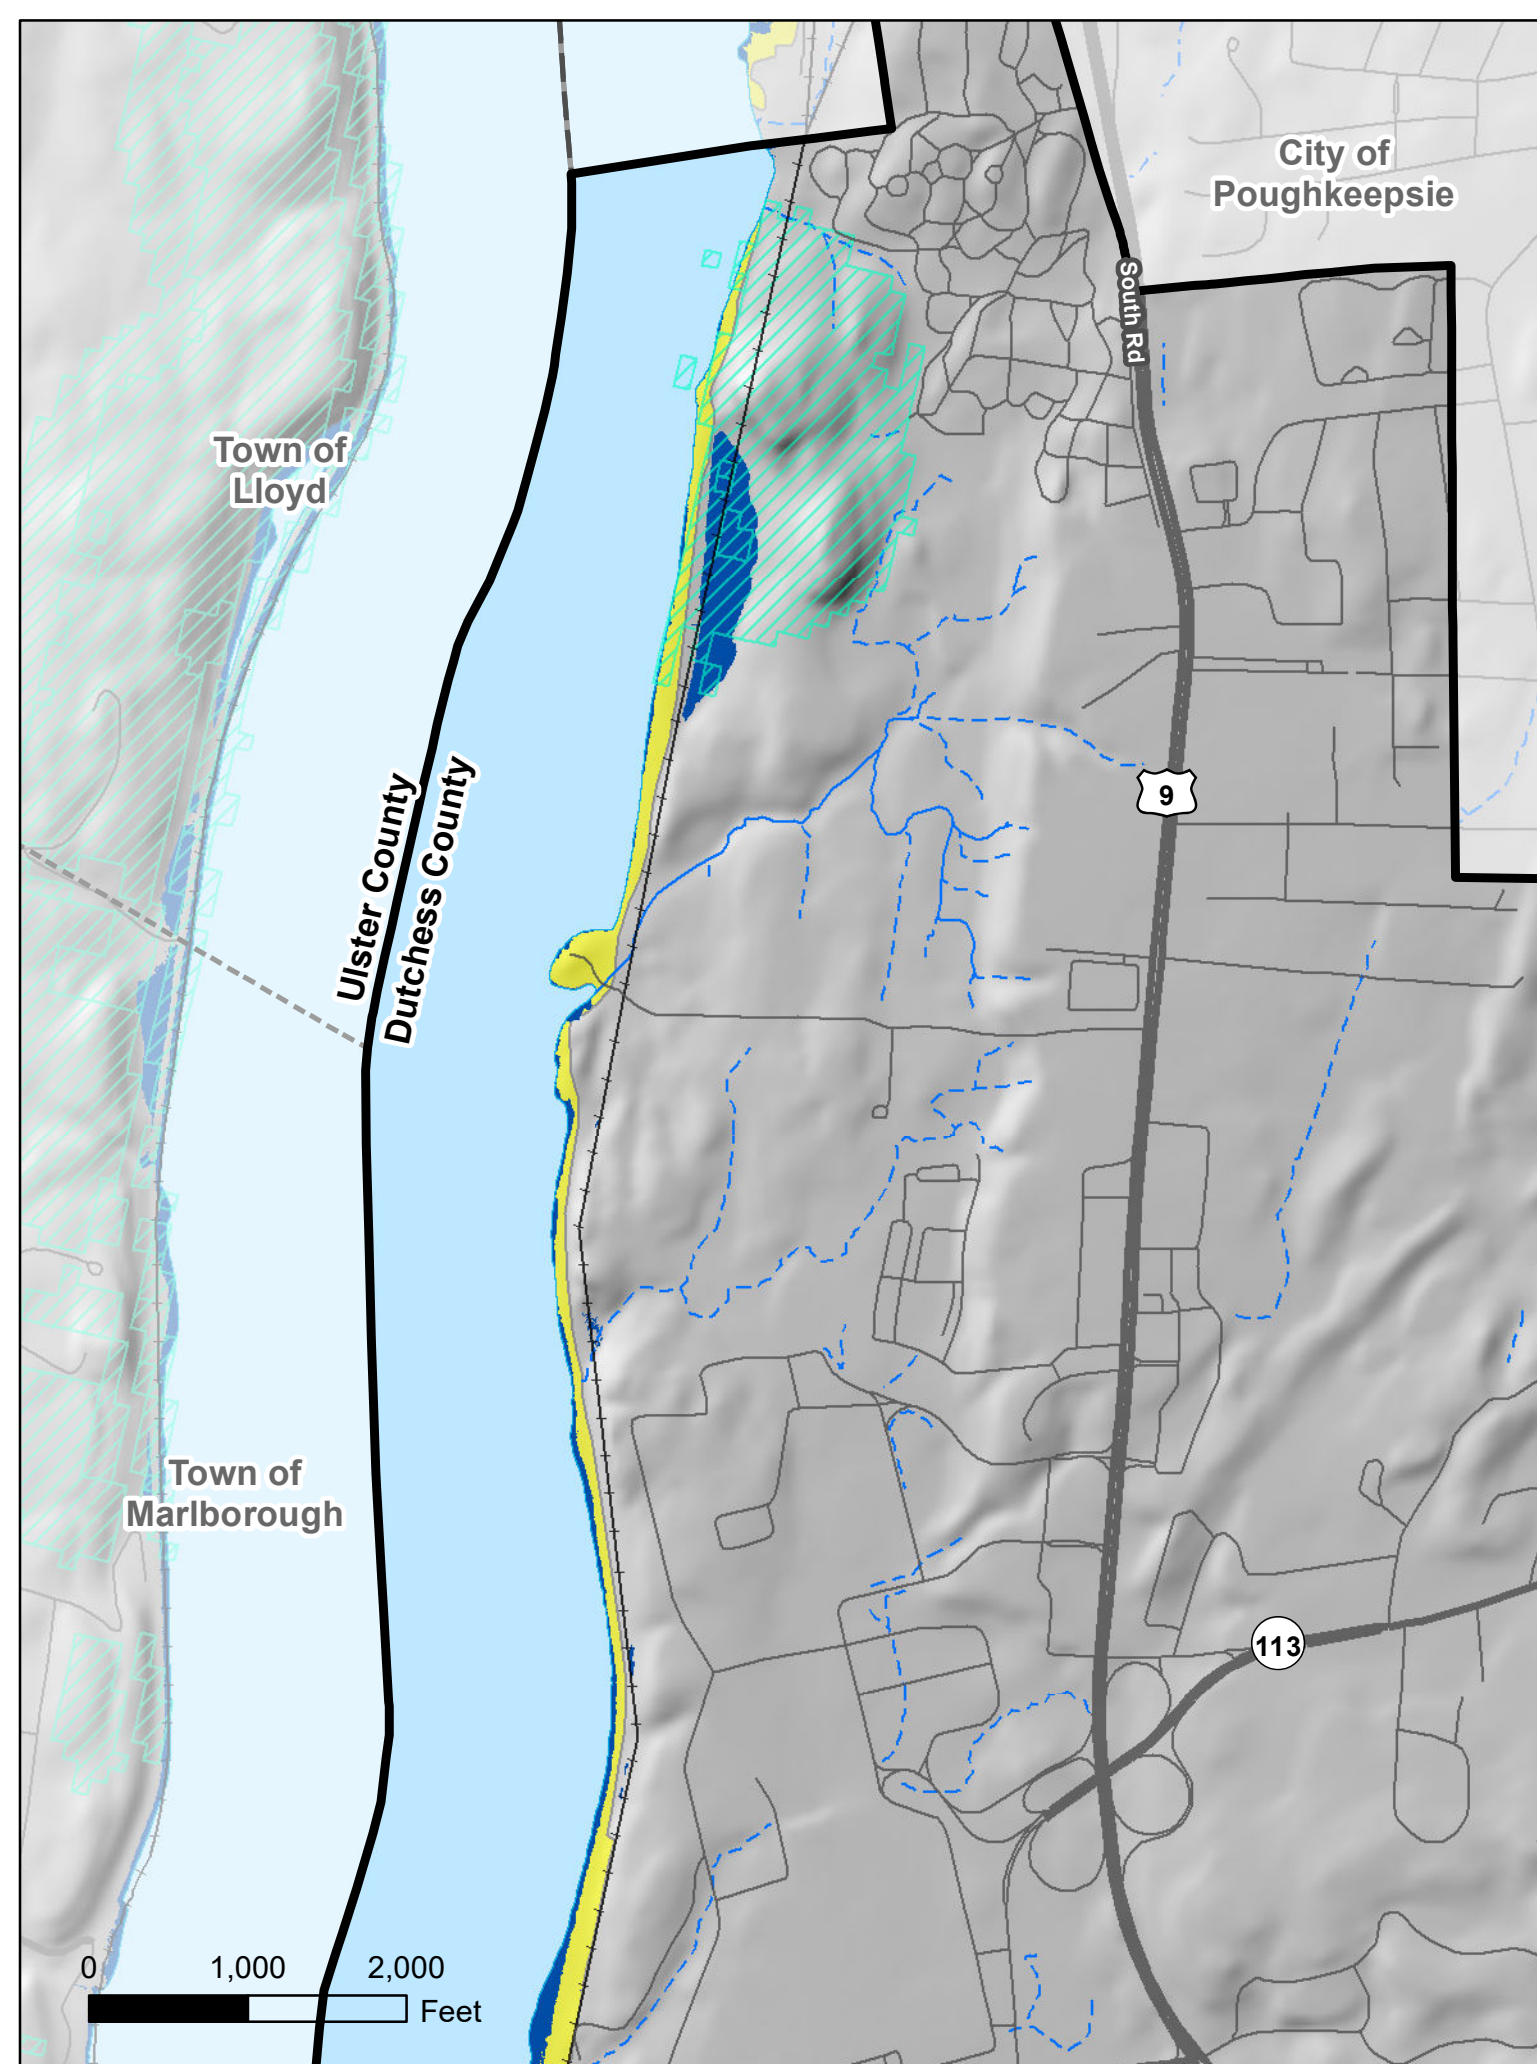 City of
Poughkeepsie
South Rd
Town of
Lloyd
9
Ulster County
Dutchess County
Town of
Marlborough
113
0 1,000 2,000
Feet